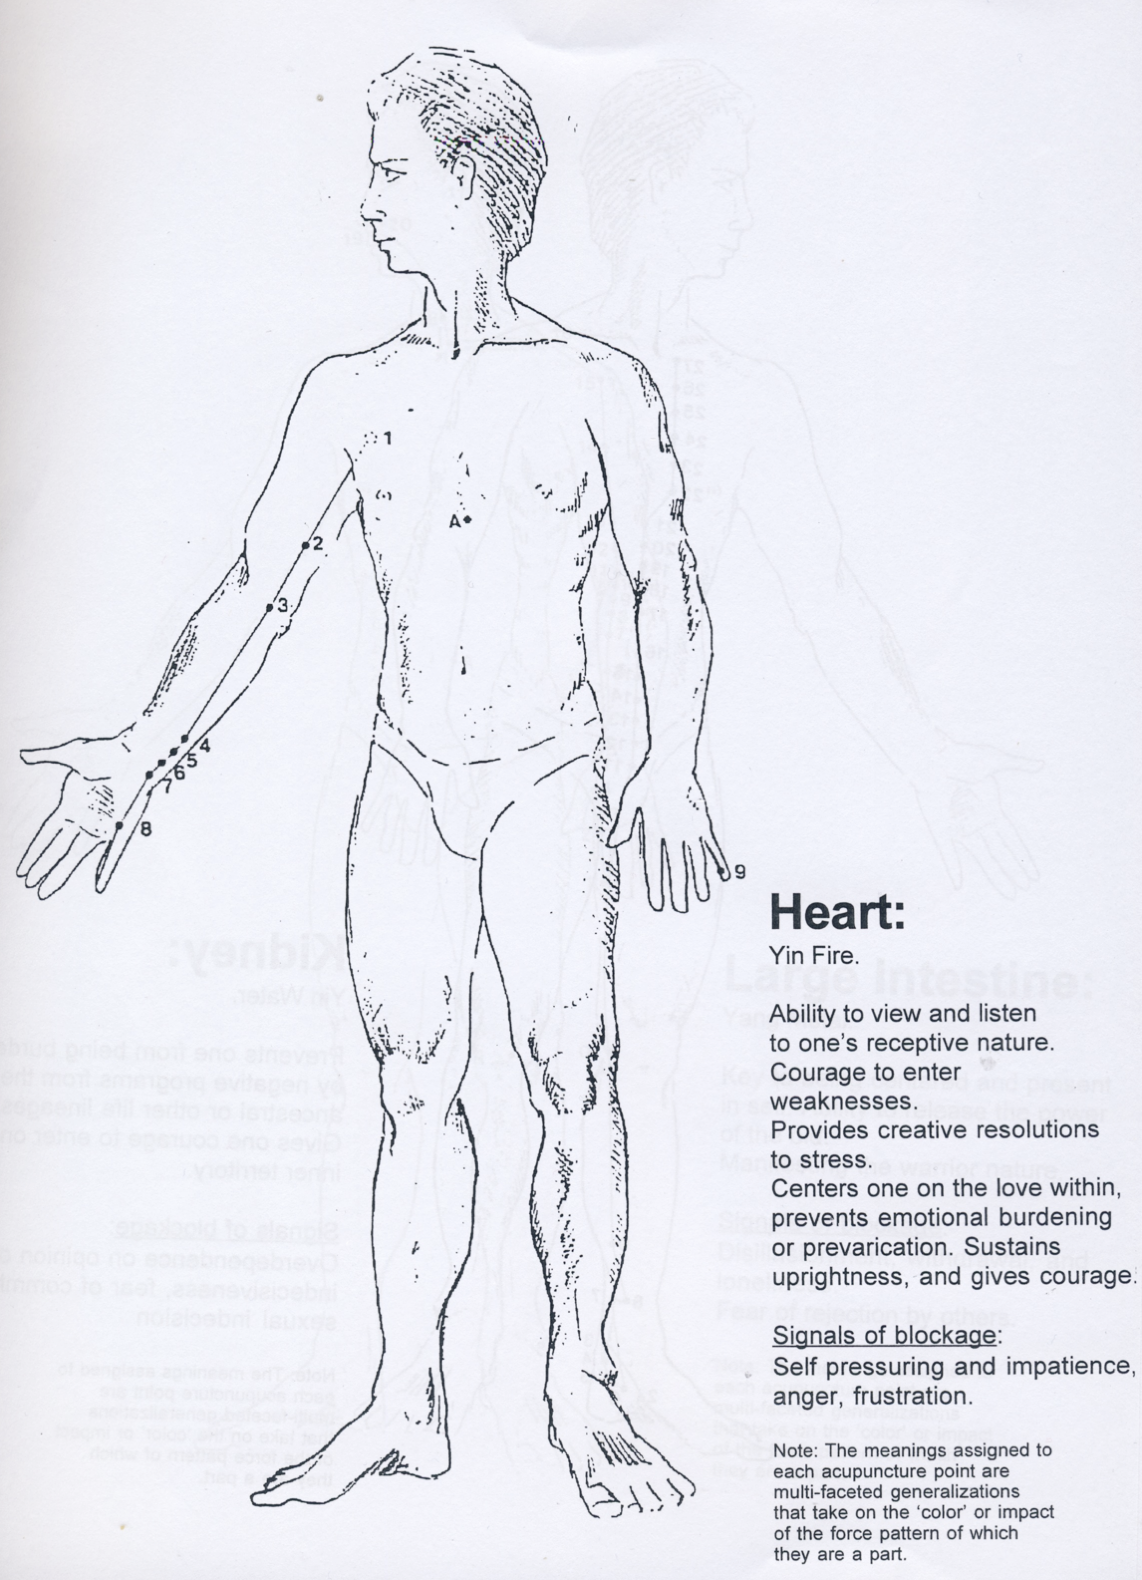 1
2
A
3
4
5
6
7
8
9
Heart:
Yin Fire.
Ability to view and listen
to one's receptive nature.
Courage to enter
weaknesses.
Provides creative resolutions
to stress.
Centers one on the love within,
prevents emotional burdening
or prevarication. Sustains
uprightness, and gives courage.
Signals of blockage:
Self pressuring and impatience,
anger, frustration.
Note: The meanings assigned to
each acupuncture point are
multi-faceted generalizations
that take on the 'color' or impact
of the force pattern of which
they are a part.